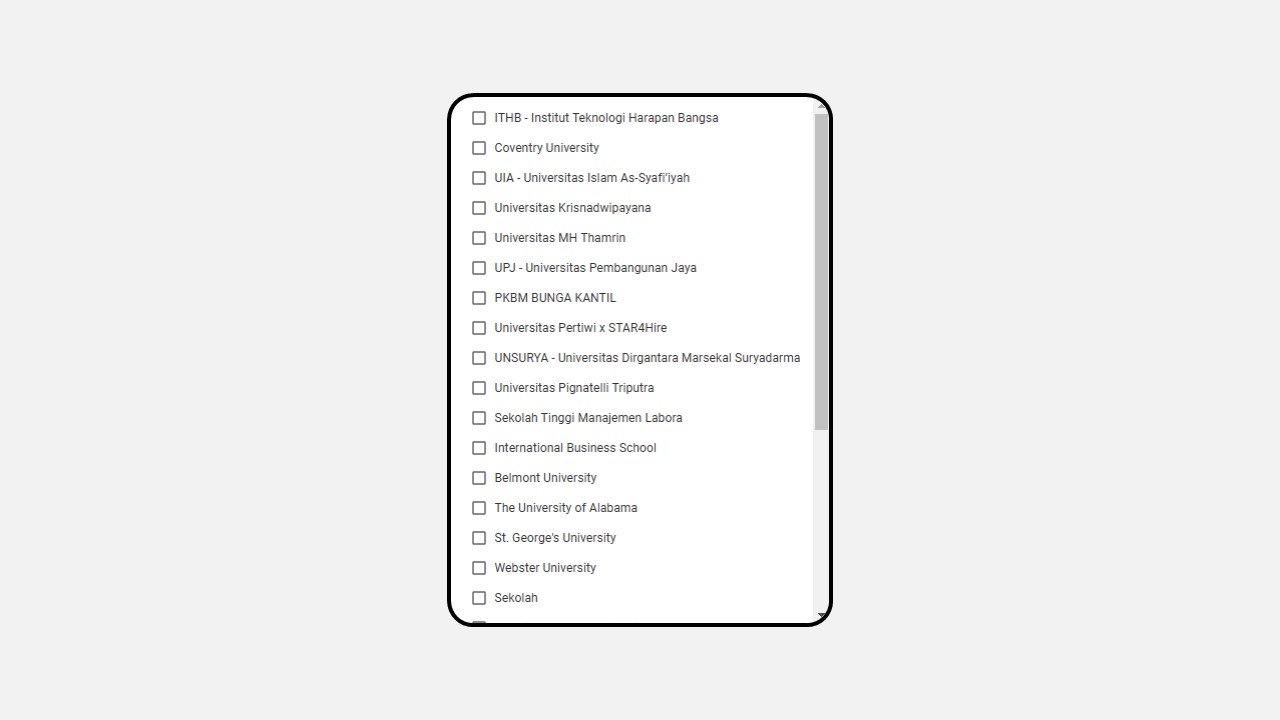 ITHB - Institut Teknologi Harapan Bangsa
Coventry University
UIA - Universitas Islam As-Syafi'iyah
Universitas Krisnadwipayana
Universitas MH Thamrin
UPJ - Universitas Pembangunan Jaya
PKBM BUNGA KANTIL
Universitas Pertiwi x STAR4Hire
UNSURYA - Universitas Dirgantara Marsekal Suryadarma
Universitas Pignatelli Triputra
Sekolah Tinggi Manajemen Labora
International Business School
Belmont University
The University of Alabama
St. George's University
Webster University
Sekolah